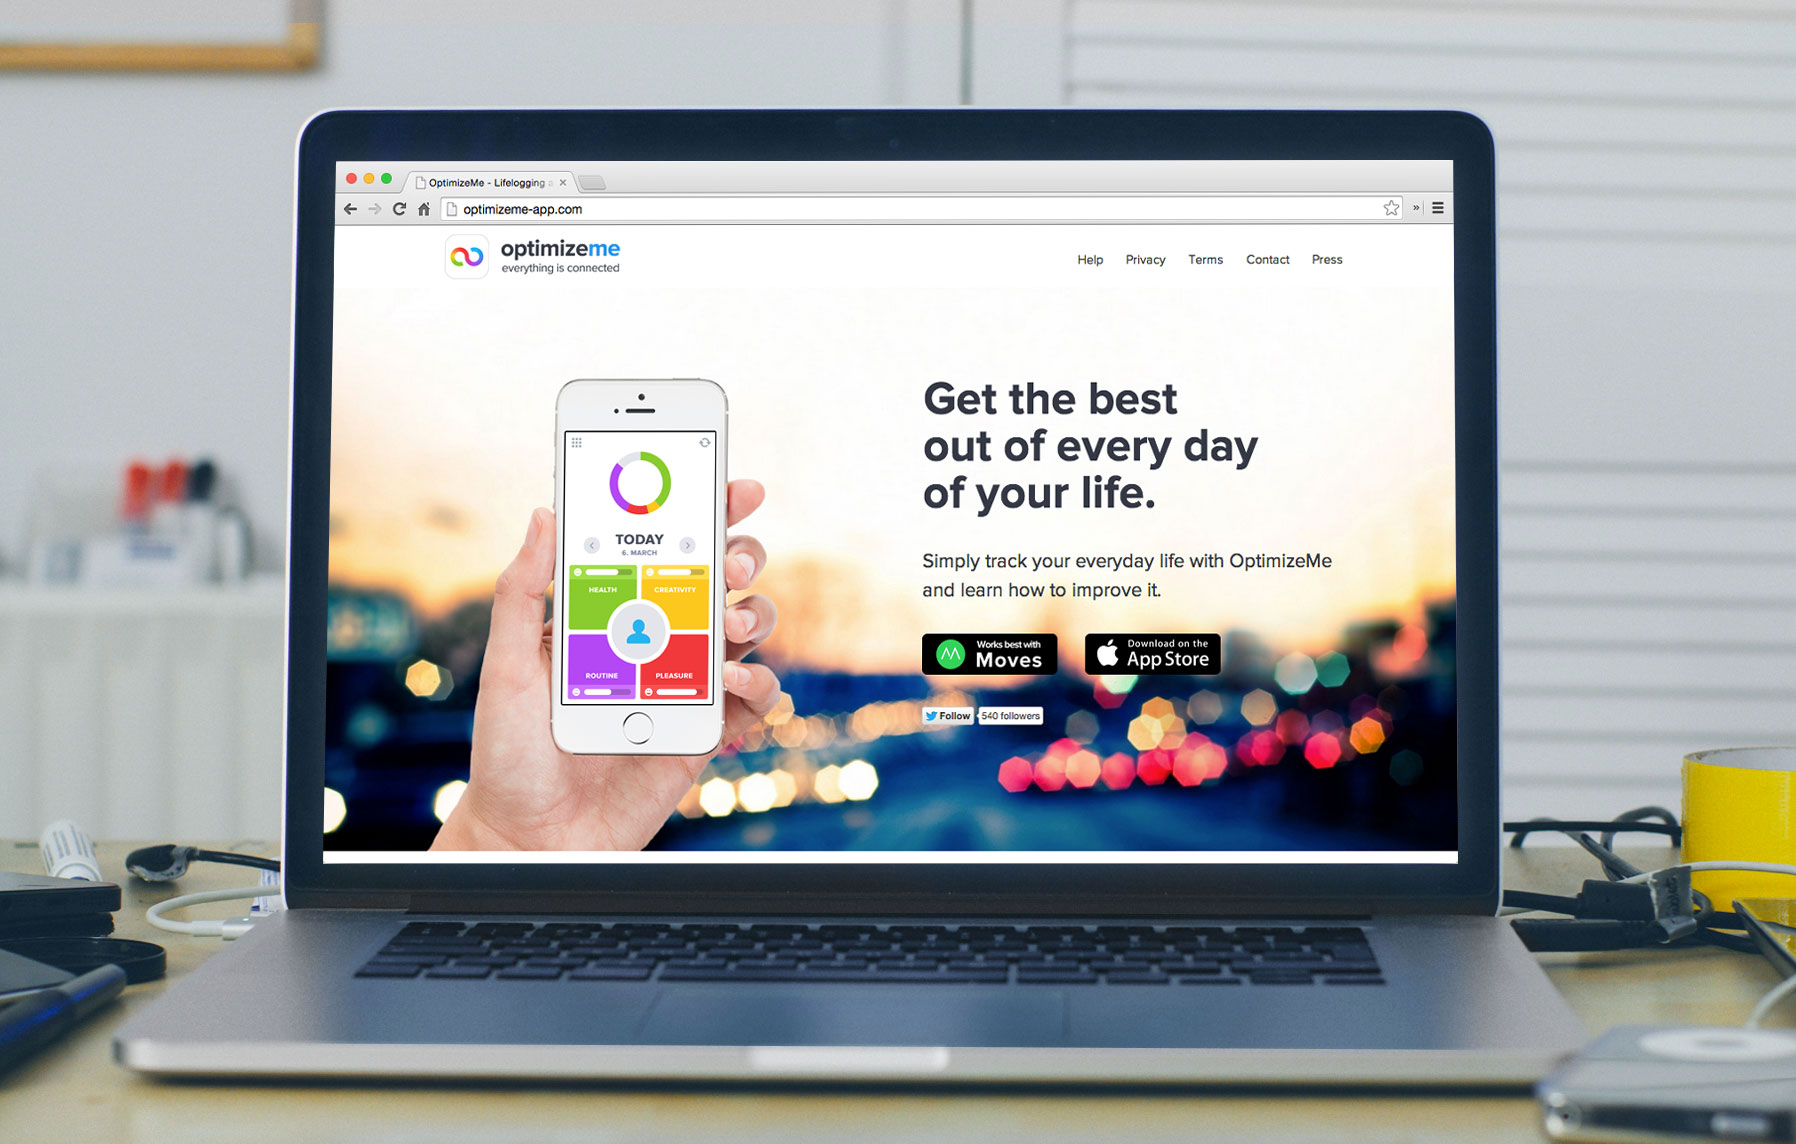 OptimizeMe - Lifelogging a
optimizeme-app.com
optimizeme
everything is connected
Help Privacy Terms Contact Press
Get the best
out of every day
of your life.
Simply track your everyday life with OptimizeMe
and learn how to improve it.
Works best with
Moves
Download on the
App Store
Follow 540 followers
TODAY
6. MARCH
HEALTH CREATIVITY
ROUTINE PLEASURE